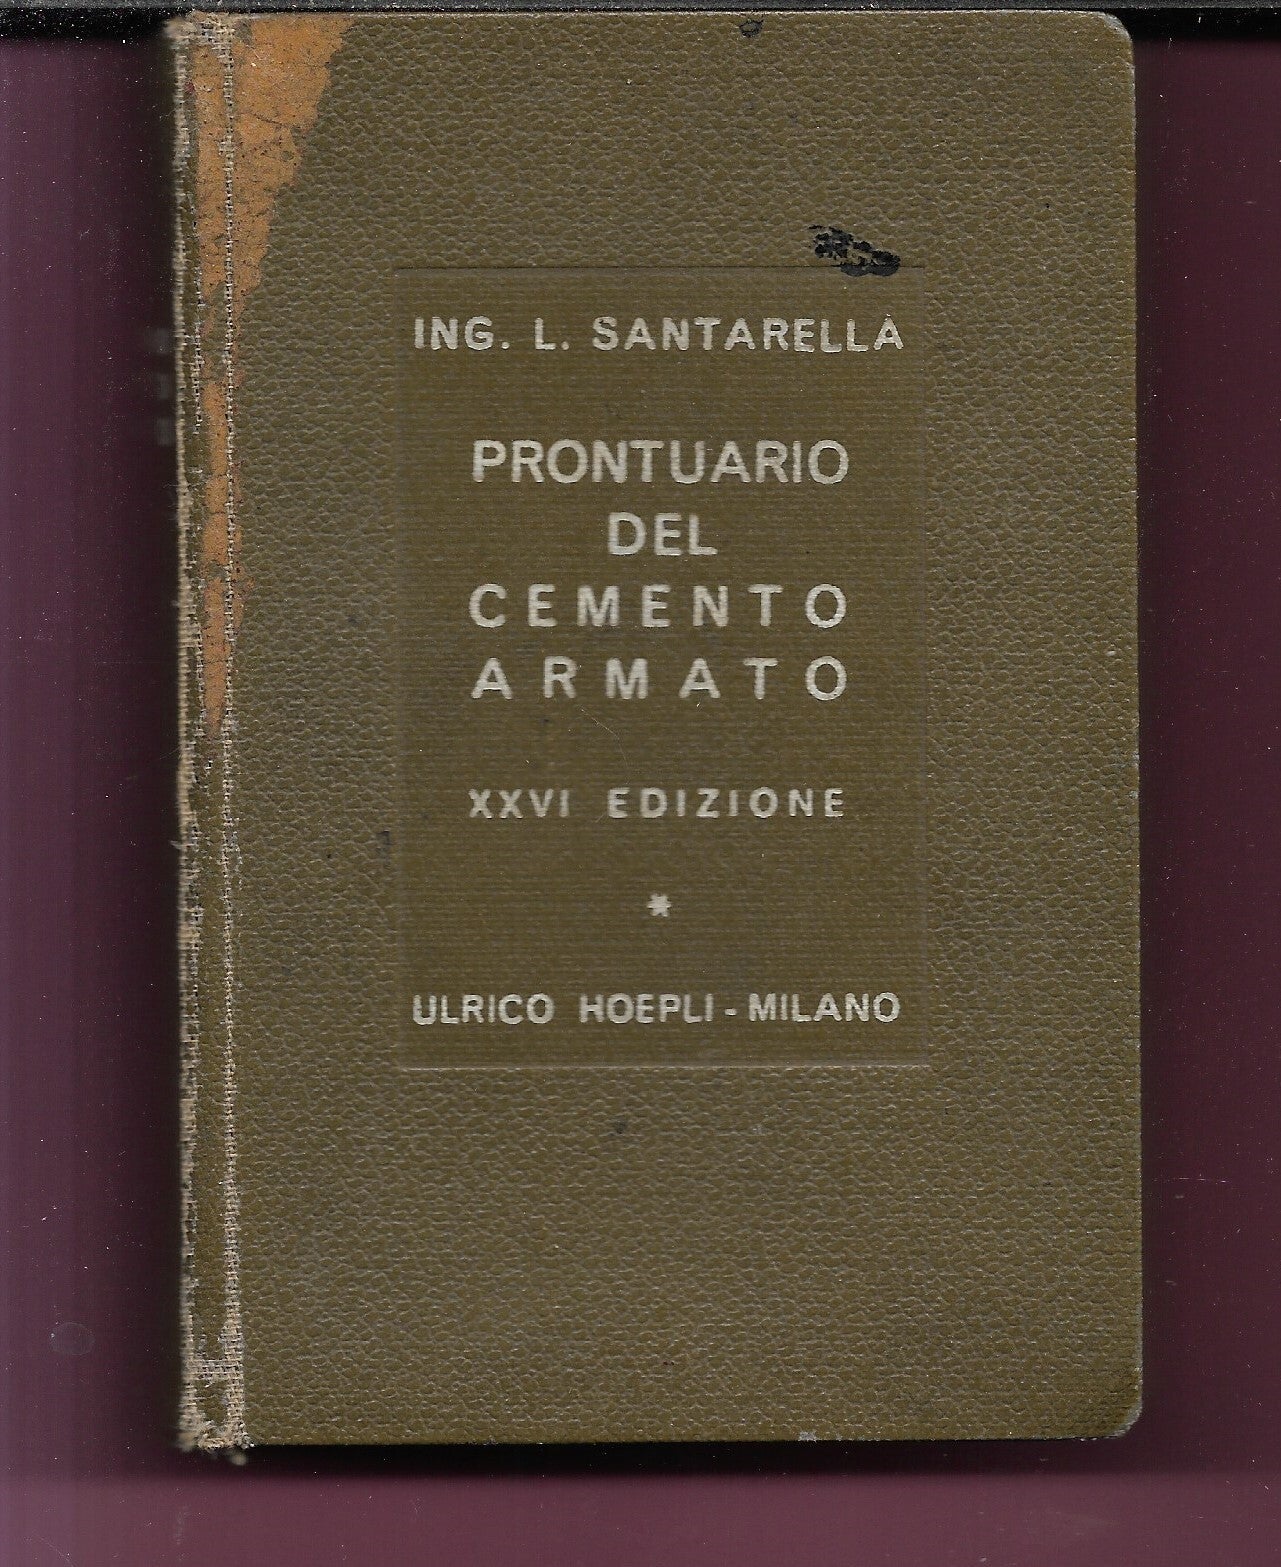 ING. L. SANTARELLA
PRONTUARIO
DEL
CEMENTO
ARMATO
XXVI EDIZIONE
*
ULRICO HOEPLI - MILANO